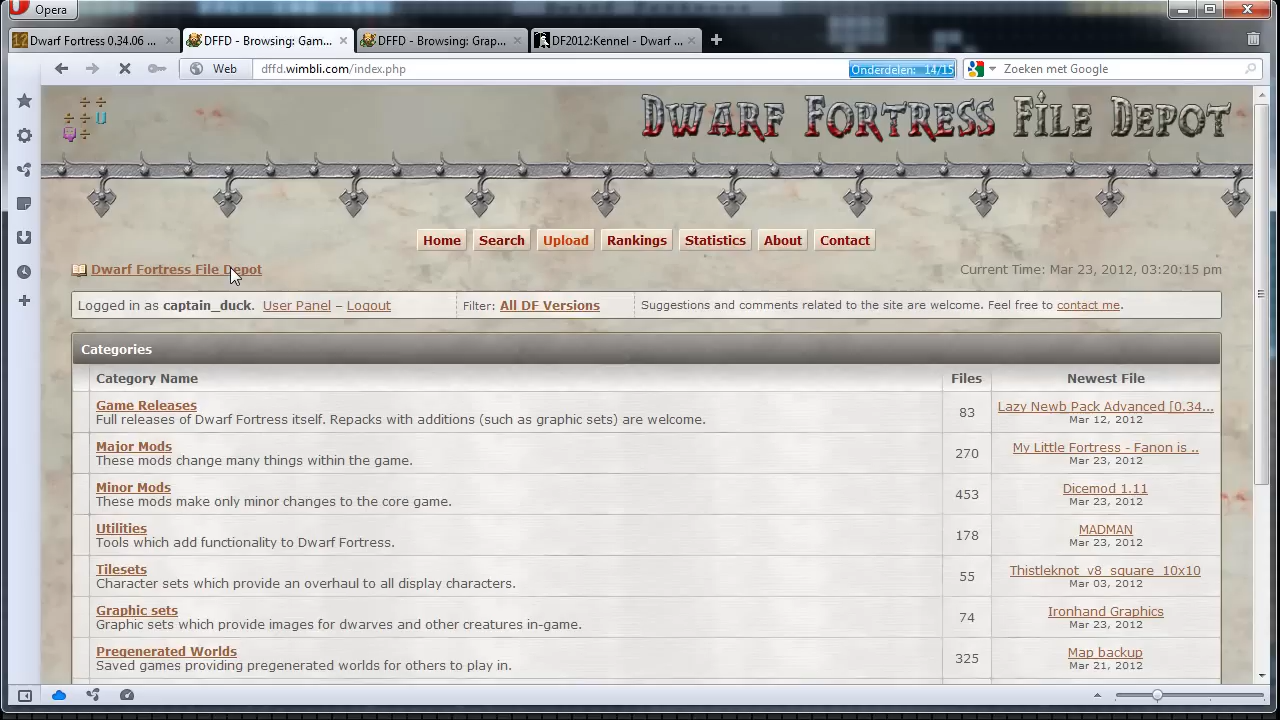 Opera
Dwarf Fortress 0.34.06 ...
DFFD - Browsing: Gam...
DFFD - Browsing: Grap...
DF2012:Kennel - Dwarf ...
Web
dffd.wimbli.com/index.php
Onderdelen: 14/15
Zoeken met Google
Dwarf Fortress File Depot
Home
Search
Upload
Rankings
Statistics
About
Contact
Dwarf Fortress File Depot
Current Time: Mar 23, 2012, 03:20:15 pm
Logged in as captain_duck. User Panel – Logout
Filter: All DF Versions
Suggestions and comments related to the site are welcome. Feel free to contact me.
Categories
Category Name
Files
Newest File
Game Releases
Full releases of Dwarf Fortress itself. Repacks with additions (such as graphic sets) are welcome.
83
Lazy Newb Pack Advanced [0.34...
Mar 12, 2012
Major Mods
These mods change many things within the game.
270
My Little Fortress - Fanon is ..
Mar 23, 2012
Minor Mods
These mods make only minor changes to the core game.
453
Dicemod 1.11
Mar 23, 2012
Utilities
Tools which add functionality to Dwarf Fortress.
178
MADMAN
Mar 23, 2012
Tilesets
Character sets which provide an overhaul to all display characters.
55
Thistleknot_v8_square_10x10
Mar 03, 2012
Graphic sets
Graphic sets which provide images for dwarves and other creatures in-game.
74
Ironhand Graphics
Mar 23, 2012
Pregenerated Worlds
Saved games providing pregenerated worlds for others to play in.
325
Map backup
Mar 21, 2012